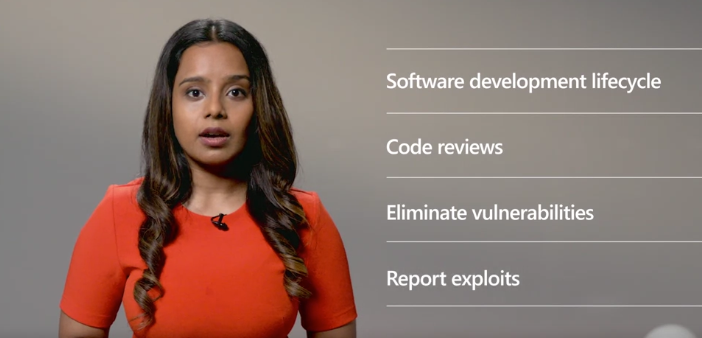 Software development lifecycle
Code reviews
Eliminate vulnerabilities
Report exploits